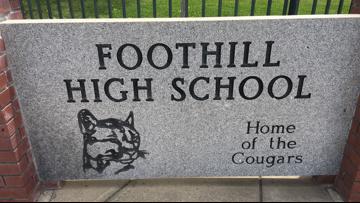 FOOTHILL
HIGH SCHOOL
Home
of the
Cougars